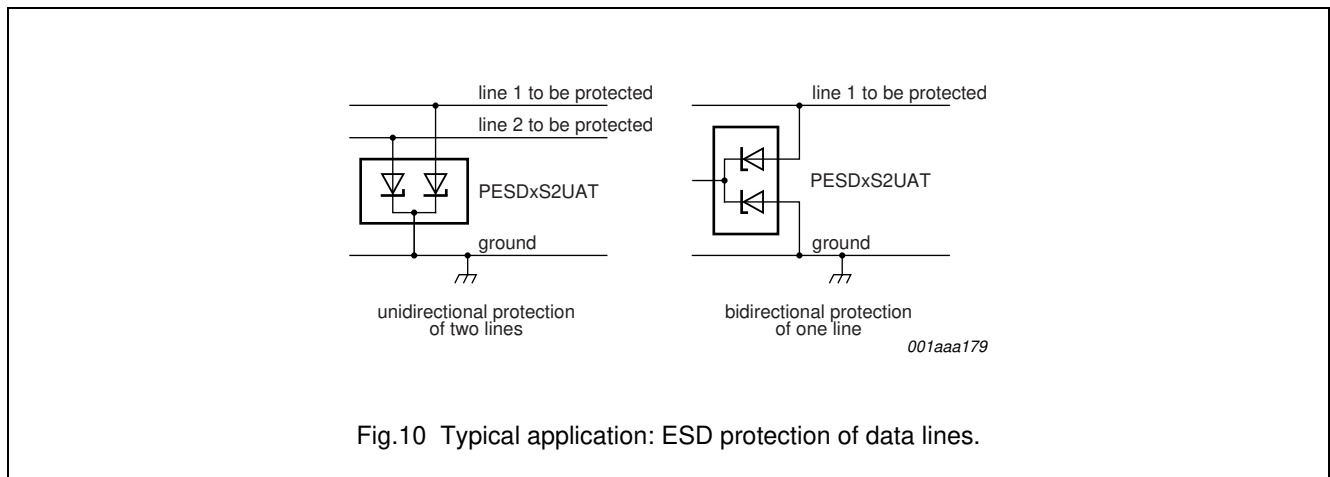 line 1 to be protected
line 2 to be protected
PESDxS2UAT
ground
unidirectional protection
of two lines
line 1 to be protected
PESDxS2UAT
ground
bidirectional protection
of one line
001aaa179
Fig.10 Typical application: ESD protection of data lines.